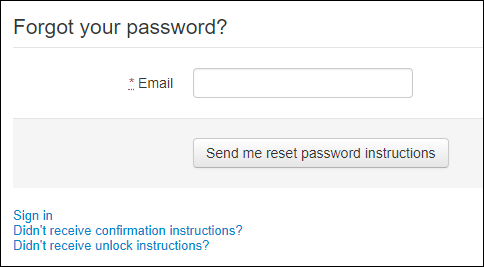 Forgot your password?
* Email
Send me reset password instructions
Sign in
Didn't receive confirmation instructions?
Didn't receive unlock instructions?